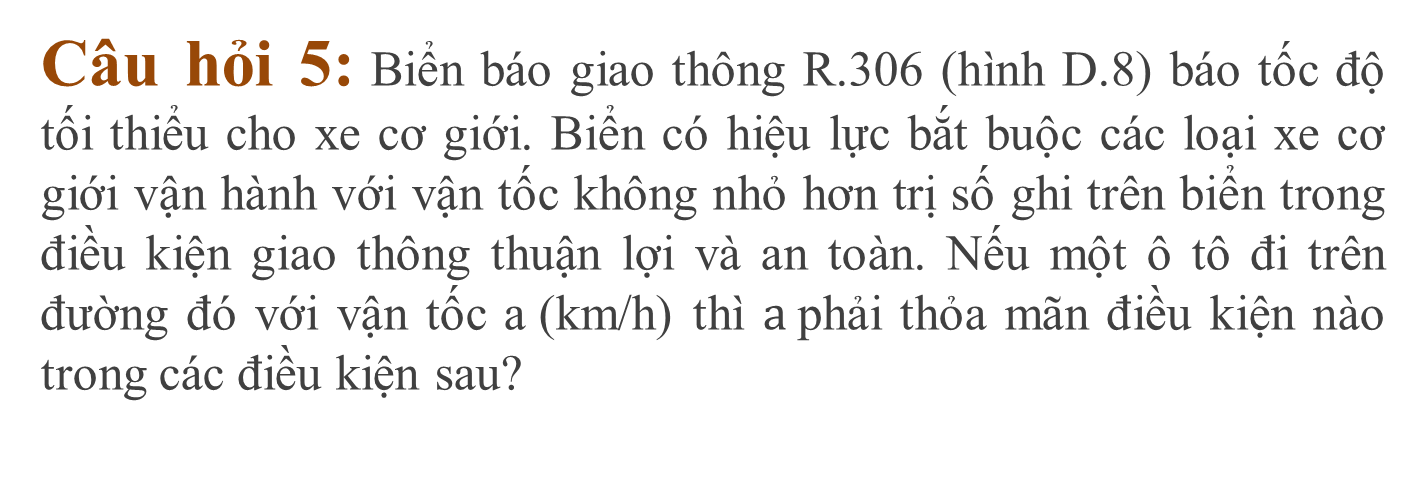 Câu hỏi 5: Biển báo giao thông R.306 (hình D.8) báo tốc độ
tối thiểu cho xe cơ giới. Biển có hiệu lực bắt buộc các loại xe cơ
giới vận hành với vận tốc không nhỏ hơn trị số ghi trên biển trong
điều kiện giao thông thuận lợi và an toàn. Nếu một ô tô đi trên
đường đó với vận tốc a (km/h) thì a phải thỏa mãn điều kiện nào
trong các điều kiện sau?